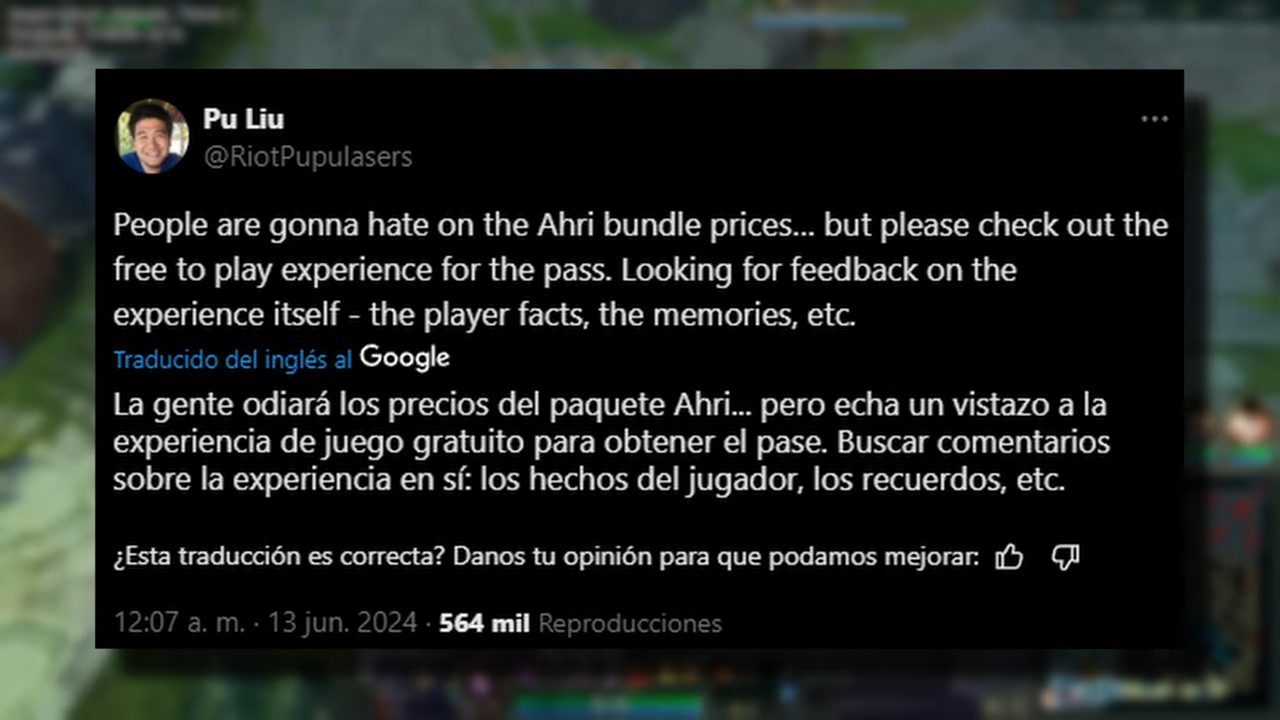 Pu Liu
@RiotPupulasers
People are gonna hate on the Ahri bundle prices... but please check out the
free to play experience for the pass. Looking for feedback on the
experience itself - the player facts, the memories, etc.
Traducido del inglés al Google
La gente odiará los precios del paquete Ahri... pero echa un vistazo a la
experiencia de juego gratuito para obtener el pase. Buscar comentarios
sobre la experiencia en sí: los hechos del jugador, los recuerdos, etc.
¿Esta traducción es correcta? Danos tu opinión para que podamos mejorar:
12:07 a. m. · 13 jun. 2024 · 564 mil Reproducciones